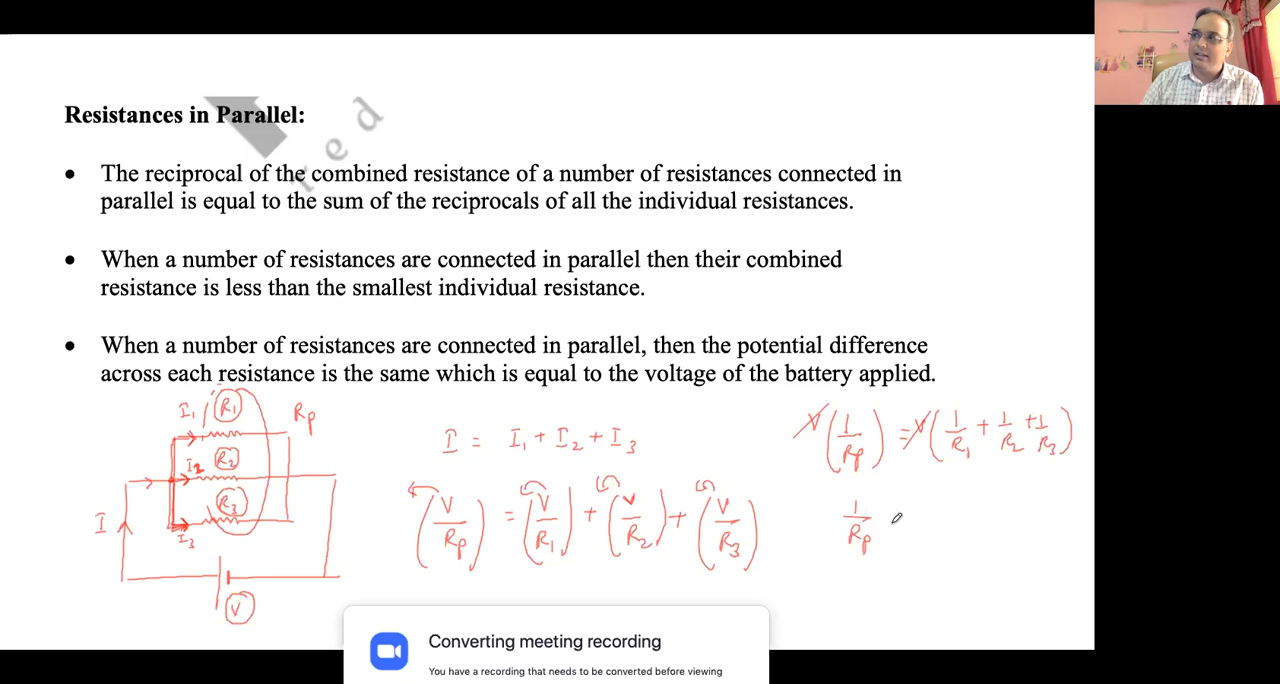 Resistances in Parallel:
red
• The reciprocal of the combined resistance of a number of resistances connected in
parallel is equal to the sum of the reciprocals of all the individual resistances.
• When a number of resistances are connected in parallel then their combined
resistance is less than the smallest individual resistance.
• When a number of resistances are connected in parallel, then the potential difference
across each resistance is the same which is equal to the voltage of the battery applied.
I₁ R₁ Rp
I₂ R₂
R₃
I I₃
V
I = I₁ + I₂ + I₃
(V/Rp) = (V/R₁) + (V/R₂) + (V/R₃)
V(1/Rp) = V(1/R₁ + 1/R₂ + 1/R₃)
1/Rp
Converting meeting recording
You have a recording that needs to be converted before viewing